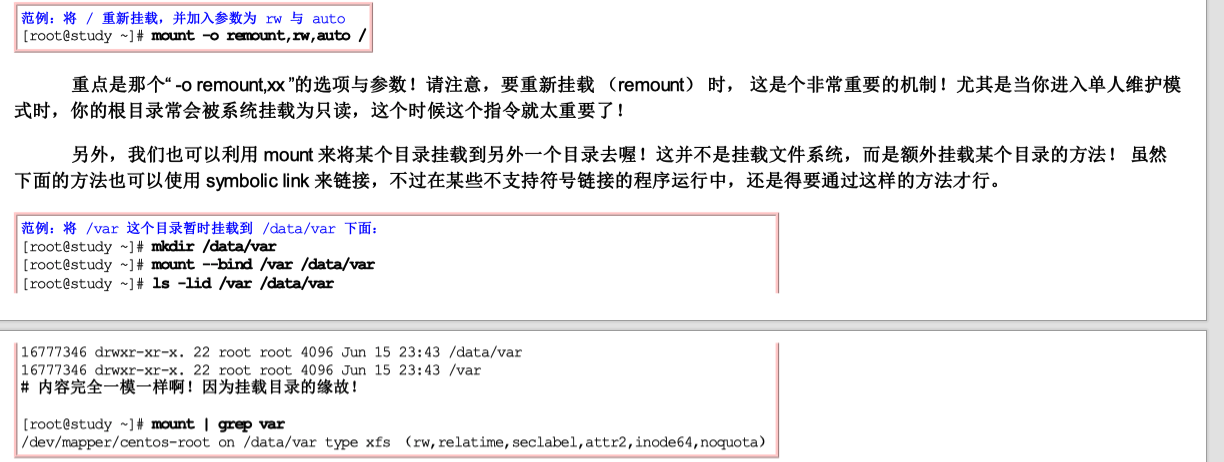 范例：将 / 重新挂载，并加入参数为 rw 与 auto
[root@study ~]# mount -o remount,rw,auto /
重点是那个“ -o remount,xx ”的选项与参数！请注意，要重新挂载 （remount） 时， 这是个非常重要的机制！尤其是当你进入单人维护模
式时，你的根目录常会被系统挂载为只读，这个时候这个指令就太重要了！
另外，我们也可以利用 mount 来将某个目录挂载到另外一个目录去喔！这并不是挂载文件系统，而是额外挂载某个目录的方法！ 虽然
下面的方法也可以使用 symbolic link 来链接，不过在某些不支持符号链接的程序运行中，还是得要通过这样的方法才行。
范例：将 /var 这个目录暂时挂载到 /data/var 下面：
[root@study ~]# mkdir /data/var
[root@study ~]# mount --bind /var /data/var
[root@study ~]# ls -lid /var /data/var
16777346 drwxr-xr-x. 22 root root 4096 Jun 15 23:43 /data/var
16777346 drwxr-xr-x. 22 root root 4096 Jun 15 23:43 /var
# 内容完全一模一样啊！因为挂载目录的缘故！
[root@study ~]# mount | grep var
/dev/mapper/centos-root on /data/var type xfs （rw,relatime,seclabel,attr2,inode64,noquota）